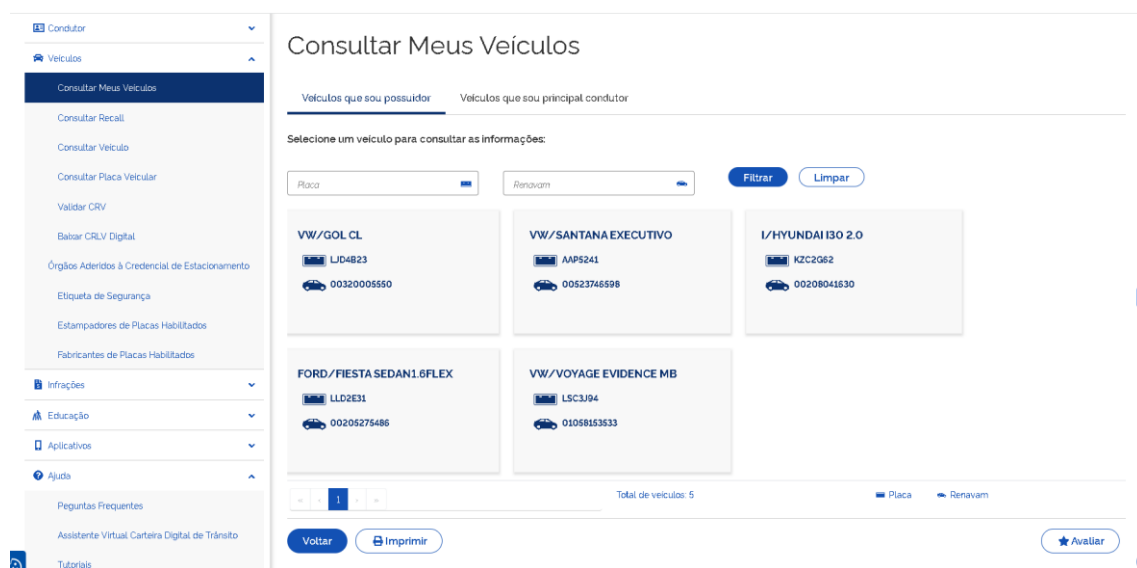 Condutor
Veículos
Consultar Meus Veículos
Consultar Recall
Consultar Veículo
Consultar Placa Veicular
Validar CRV
Baixar CRLV Digital
Órgãos Aderidos à Credencial de Estacionamento
Etiqueta de Segurança
Estampadores de Placas Habilitados
Fabricantes de Placas Habilitados
Infrações
Educação
Aplicativos
Ajuda
Peguntas Frequentes
Assistente Virtual Carteira Digital de Trânsito
Tutoriais
Consultar Meus Veículos
Veículos que sou possuidor Veículos que sou principal condutor
Selecione um veículo para consultar as informações:
Placa Renavam Filtrar Limpar
VW/GOL CL
LJD4B23
00320005550
VW/SANTANA EXECUTIVO
AAP5241
00523746598
I/HYUNDAI I30 2.0
KZC2G62
00208041630
FORD/FIESTA SEDAN1.6FLEX
LLD2E31
00205275486
VW/VOYAGE EVIDENCE MB
LSC3J94
01058153533
« ‹ 1 › » Total de veículos: 5 Placa Renavam
Voltar Imprimir Avaliar